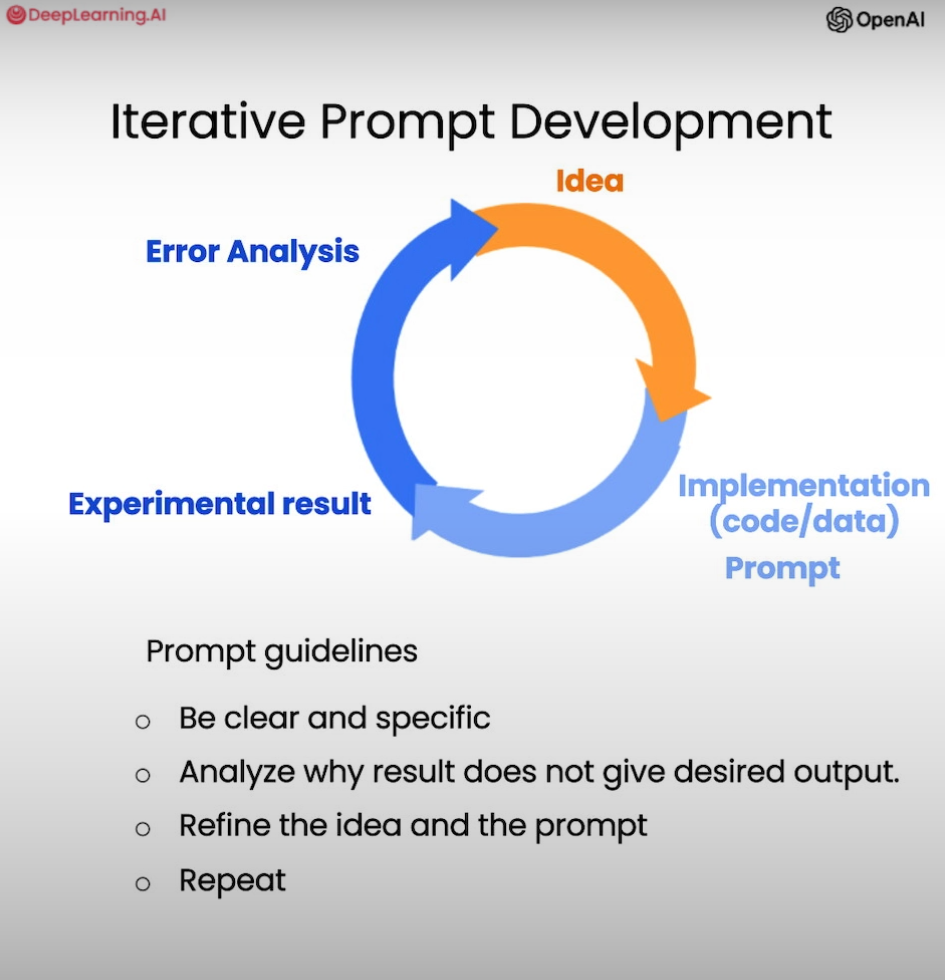 DeepLearning.AI
OpenAI
Iterative Prompt Development
Idea
Error Analysis
Experimental result
Implementation
(code/data)
Prompt
Prompt guidelines
Be clear and specific
Analyze why result does not give desired output.
Refine the idea and the prompt
Repeat